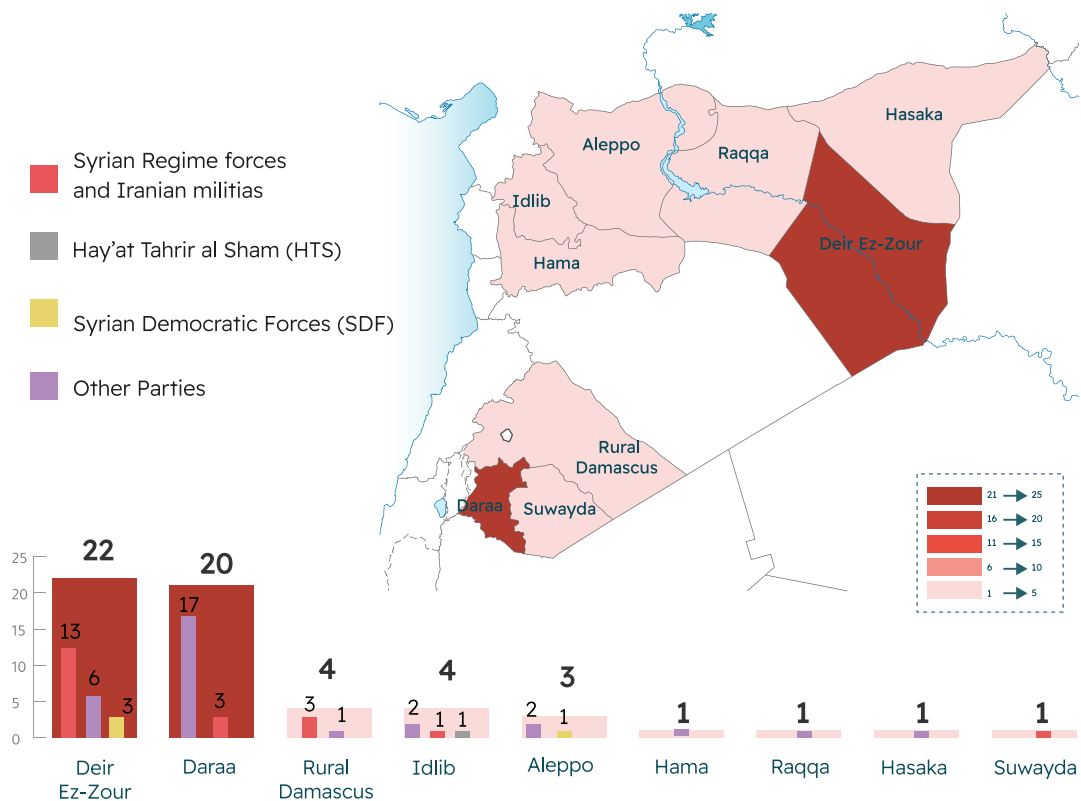 Syrian Regime forces
and Iranian militias
Hay'at Tahrir al Sham (HTS)
Syrian Democratic Forces (SDF)
Other Parties
Hasaka
Aleppo
Raqqa
Idlib
Deir Ez-Zour
Hama
Rural
Damascus
Daraa
Suwayda
21 25
16 20
11 15
6 10
1 5
25
20
15
10
5
0
22
13
6
3
20
17
3
4
3
1
4
2
1
1
3
2
1
1
1
1
1
Deir
Ez-Zour
Daraa
Rural
Damascus
Idlib
Aleppo
Hama
Raqqa
Hasaka
Suwayda